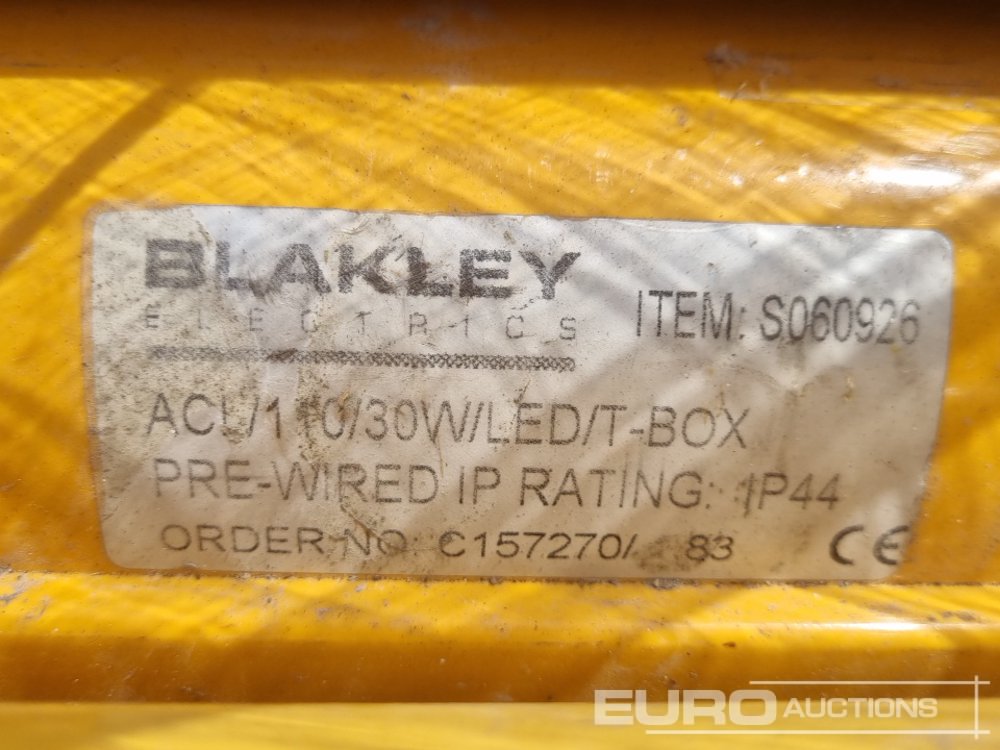 BLAKLEY
ELECTRICS
ITEM: S060926
ACL/110/30W/LED/T-BOX
PRE-WIRED IP RATING: IP44
ORDER NO: C157270/ 83 CE
EURO AUCTIONS